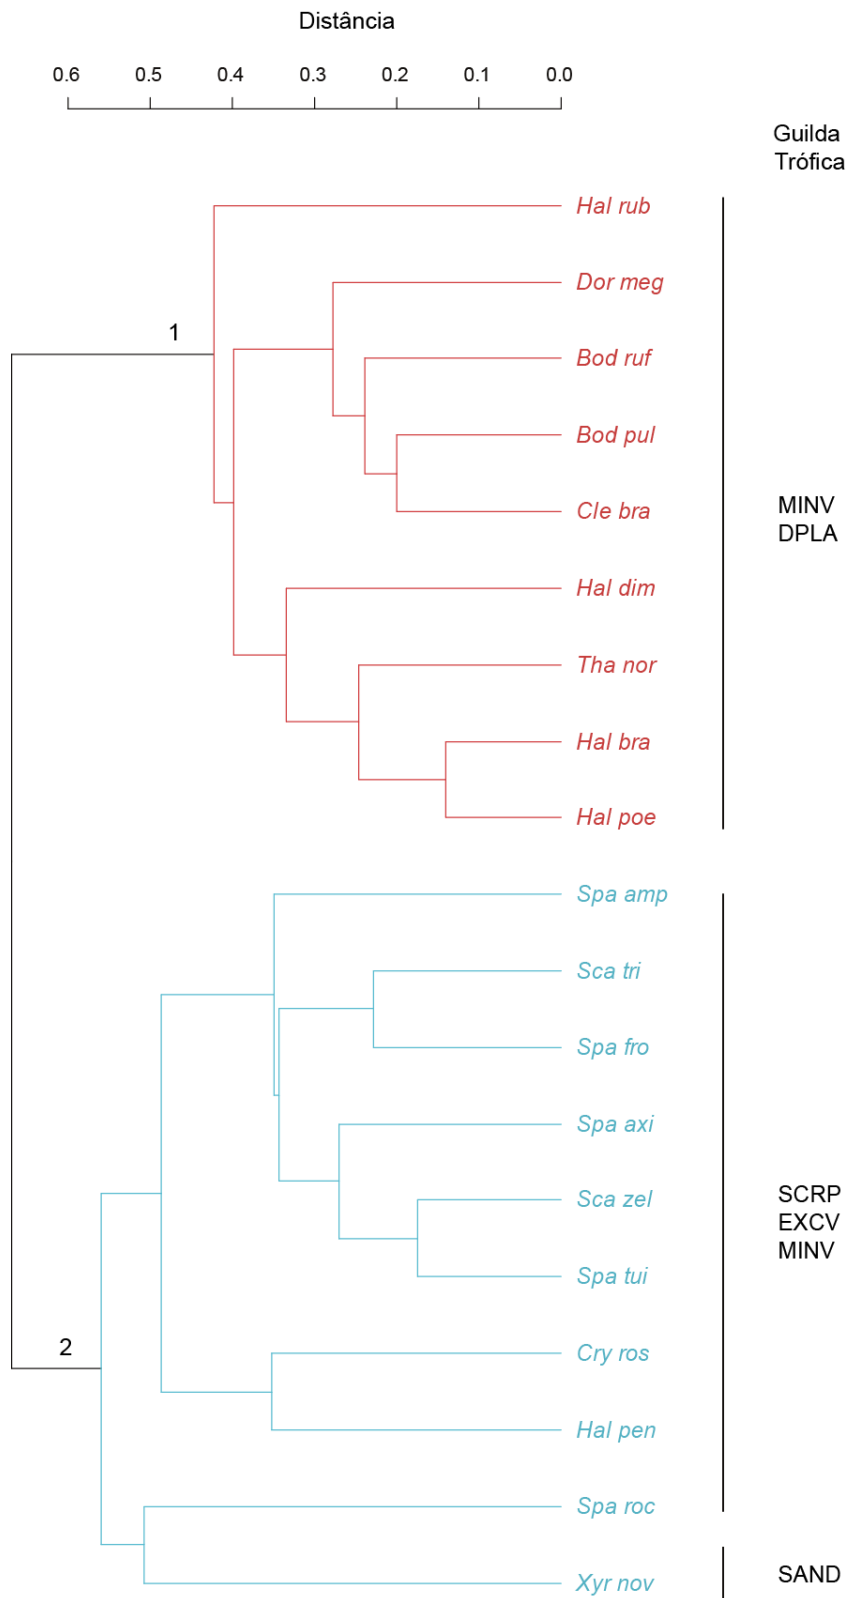 Distância
0.6 0.5 0.4 0.3 0.2 0.1 0.0
Guilda
Trófica
Hal rub
Dor meg
1
Bod ruf
Bod pul
Cle bra
MINV
DPLA
Hal dim
Tha nor
Hal bra
Hal poe
Spa amp
Sca tri
Spa fro
Spa axi
Sca zel
SCRP
EXCV
MINV
Spa tui
2
Cry ros
Hal pen
Spa roc
Xyr nov
SAND